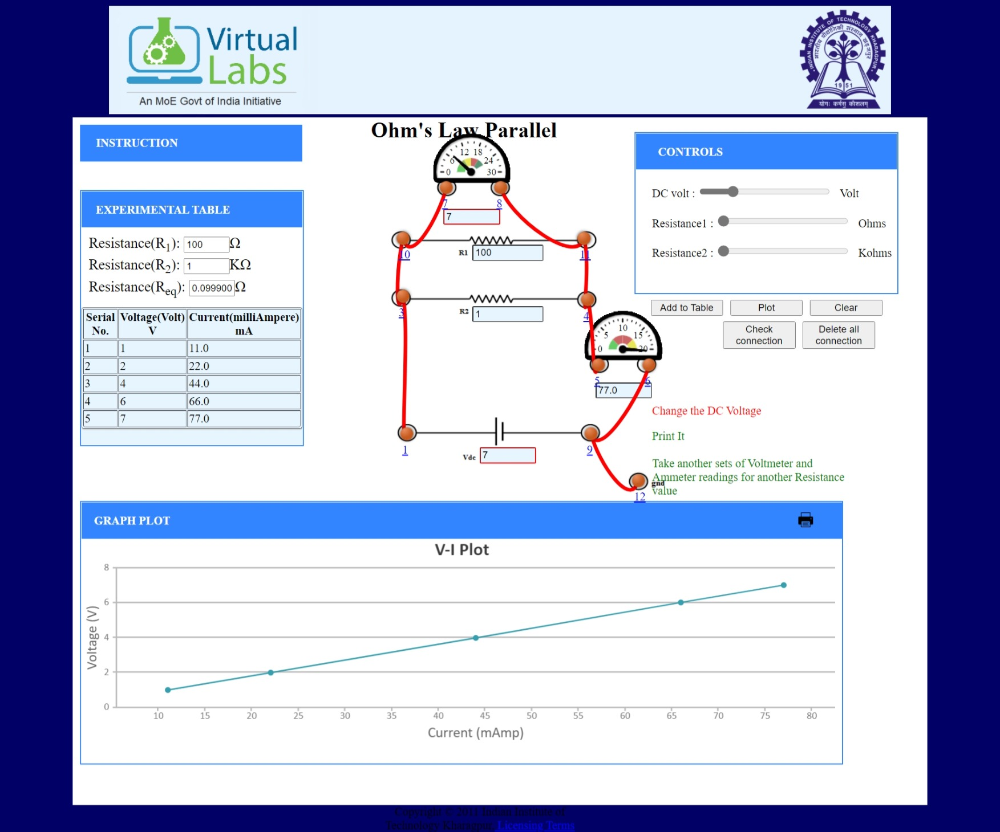 Virtual
Labs
An MoE Govt of India Initiative
INDIAN INSTITUTE OF TECHNOLOGY KHARAGPUR
भारतीय प्रौद्योगिकी संस्थान खड़गपुर
1951
योगः कर्मसु कौशलम्
Ohm's Law Parallel
INSTRUCTION
EXPERIMENTAL TABLE
Resistance(R1): 100 Ω
Resistance(R2): 1 KΩ
Resistance(Req): 0.099900 Ω
Serial No. Voltage(Volt) V Current(milliAmpere) mA
1 1 11.0
2 2 22.0
3 4 44.0
4 6 66.0
5 7 77.0
0 6 12 18 24 30
7 8
7
10 11
R1 100
3 4
R2 1
0 5 10 15 20
5 6
77.0
1 9
Vdc 7
12 gnd
CONTROLS
DC volt : Volt
Resistance1 : Ohms
Resistance2 : Kohms
Add to Table Plot Clear
Check connection Delete all connection
Change the DC Voltage
Print It
Take another sets of Voltmeter and
Ammeter readings for another Resistance
value
GRAPH PLOT
V-I Plot
Voltage (V)
8
6
4
2
0
10 15 20 25 30 35 40 45 50 55 60 65 70 75 80
Current (mAmp)
Copyright © 2011 Indian Institute of
Technology Kharagpur Licensing Terms